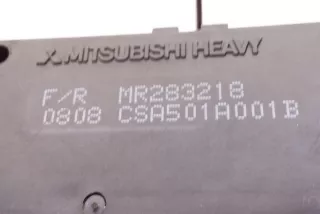 MITSUBISHI HEAVY
F/R MR283218
0808 CSA501A001B